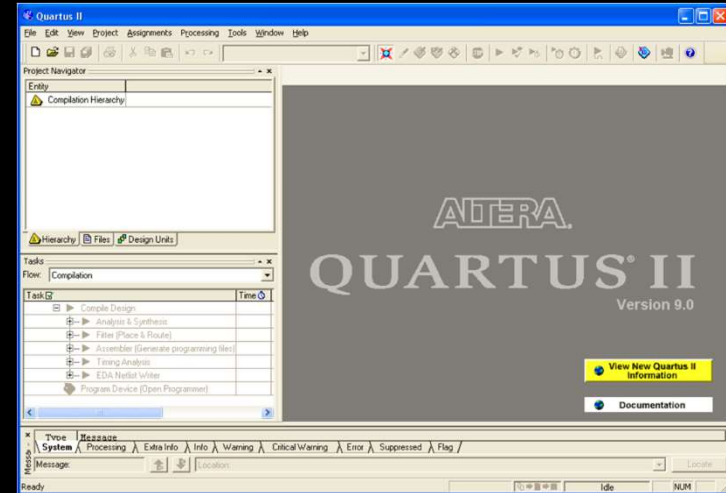 Quartus II
File Edit View Project Assignments Processing Tools Window Help
Project Navigator
Entity
Compilation Hierarchy
Hierarchy Files Design Units
Tasks
Flow: Compilation
Task Time
Compile Design
Analysis & Synthesis
Fitter (Place & Route)
Assembler (Generate programming files)
Timing Analysis
EDA Netlist Writer
Program Device (Open Programmer)
ALTERA.
QUARTUS® II
Version 9.0
View New Quartus II
Information
Documentation
Type Message
System Processing Extra Info Info Warning Critical Warning Error Suppressed Flag
Message: Location: Locate
Ready Idle NUM